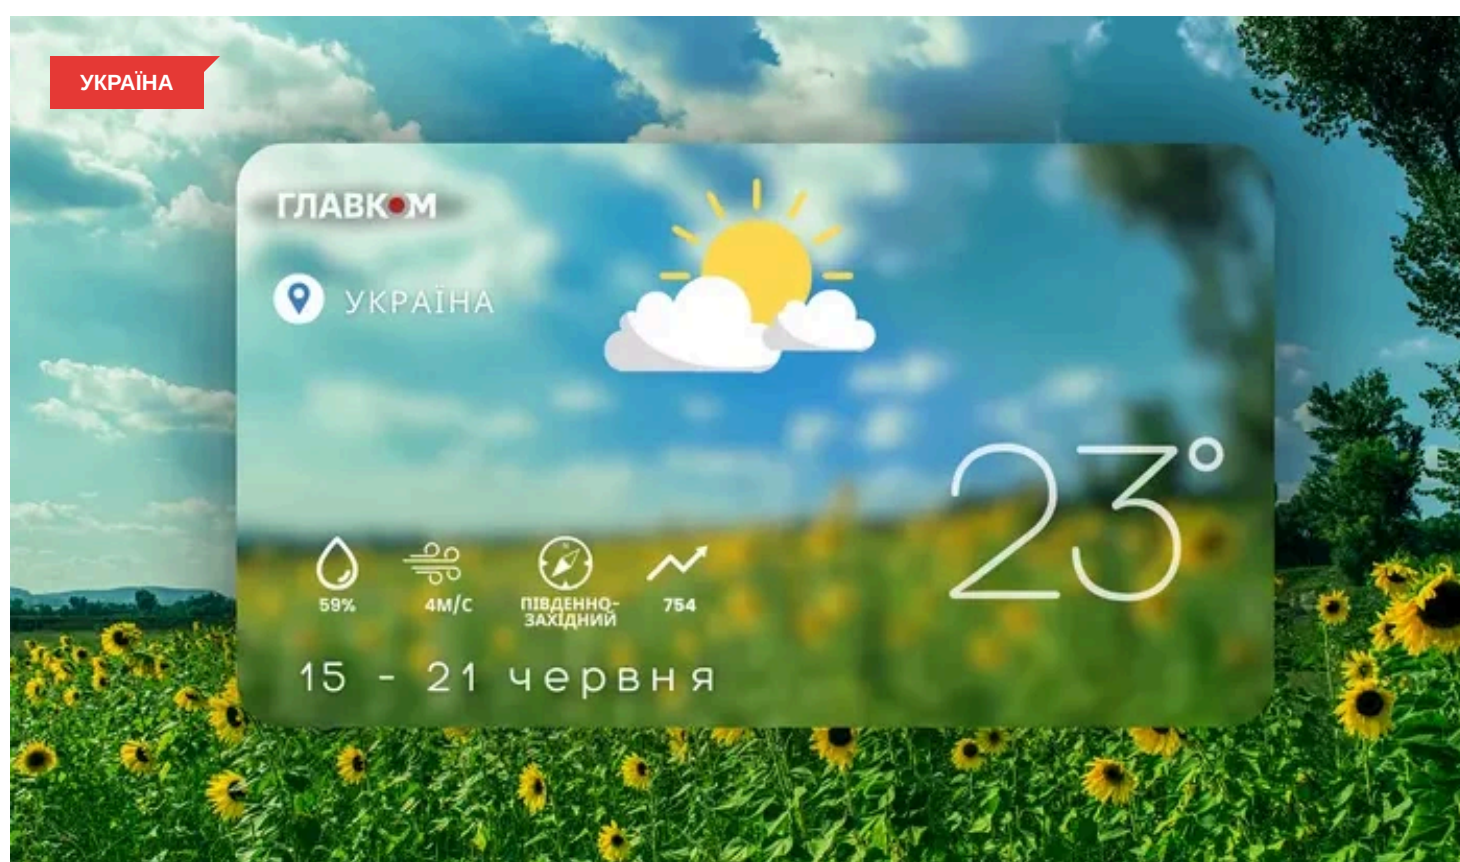 УКРАЇНА
ГЛАВКОМ
УКРАЇНА
23°
59%
4М/С
ПІВДЕННО-
ЗАХІДНИЙ
754
15 - 21 червня